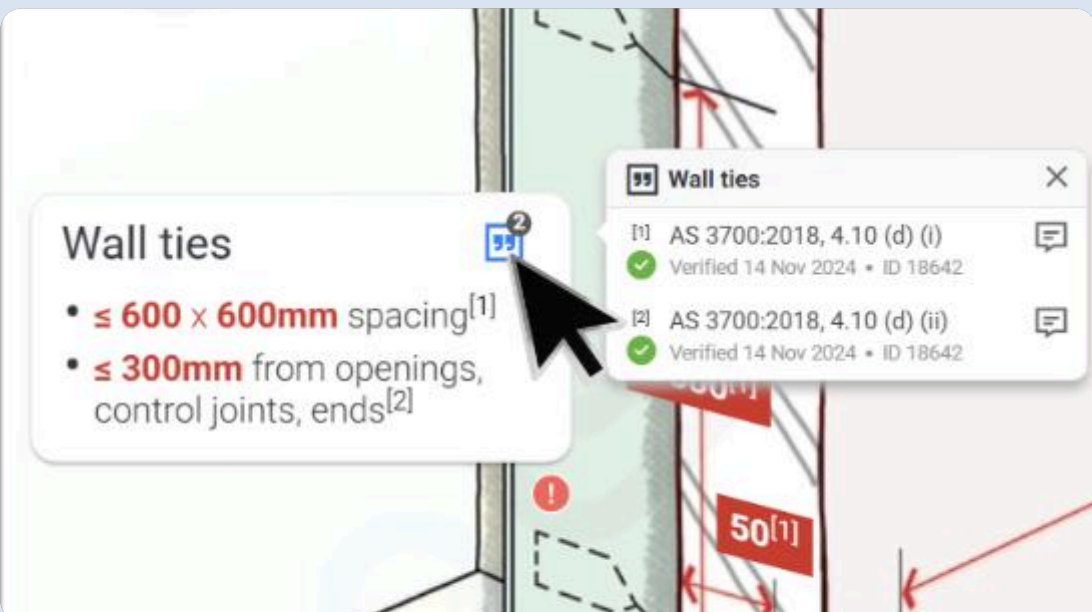 Wall ties
2
• ≤ 600 x 600mm spacing[1]
• ≤ 300mm from openings,
control joints, ends[2]
Wall ties
[1] AS 3700:2018, 4.10 (d) (i)
Verified 14 Nov 2024 • ID 18642
[2] AS 3700:2018, 4.10 (d) (ii)
Verified 14 Nov 2024 • ID 18642
!
50[1]